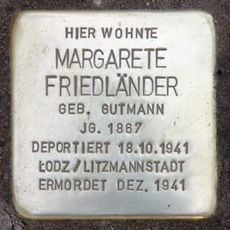 HIER WOHNTE
MARGARETE
FRIEDLÄNDER
GEB. GUTMANN
JG. 1867
DEPORTIERT 18.10.1941
ŁODZ/LITZMANNSTADT
ERMORDET DEZ. 1941